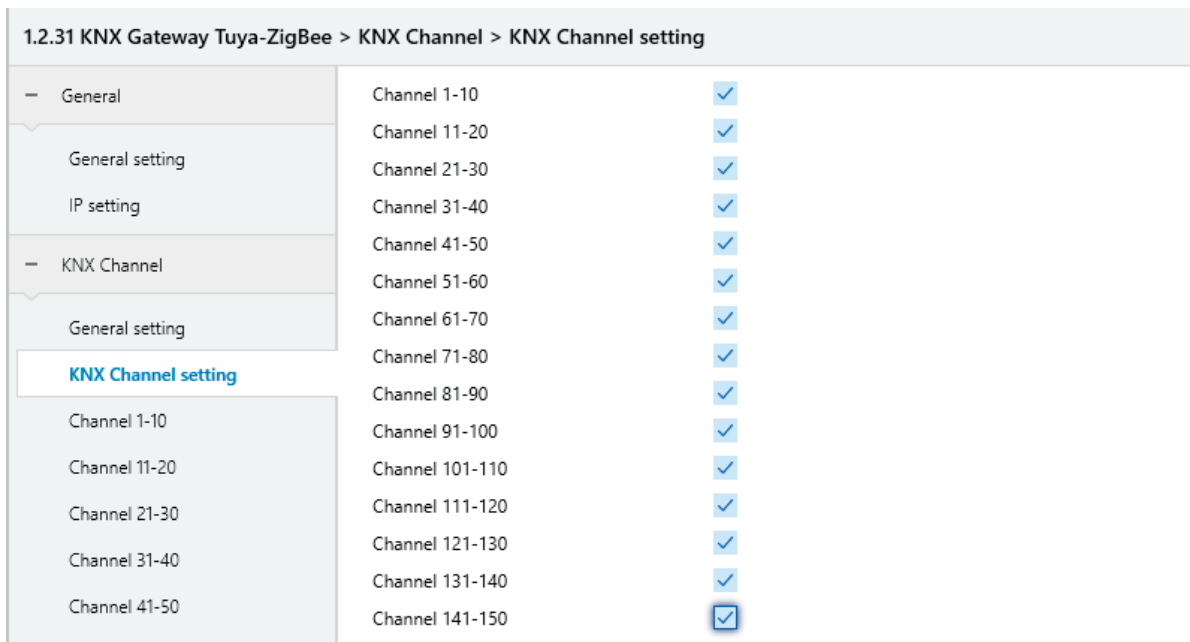 1.2.31 KNX Gateway Tuya-ZigBee > KNX Channel > KNX Channel setting
General
General setting
IP setting
KNX Channel
General setting
KNX Channel setting
Channel 1-10
Channel 11-20
Channel 21-30
Channel 31-40
Channel 41-50
Channel 1-10
Channel 11-20
Channel 21-30
Channel 31-40
Channel 41-50
Channel 51-60
Channel 61-70
Channel 71-80
Channel 81-90
Channel 91-100
Channel 101-110
Channel 111-120
Channel 121-130
Channel 131-140
Channel 141-150